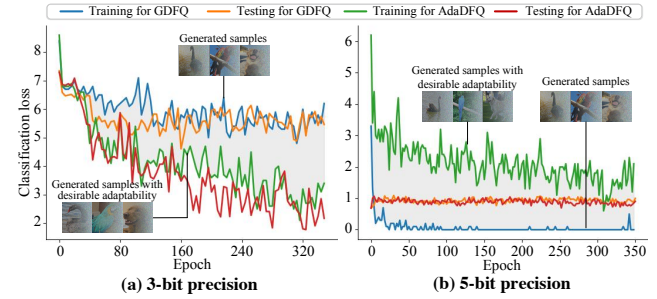 Training for GDFQ Testing for GDFQ Training for AdaDFQ Testing for AdaDFQ
(a)
Generated samples
Classification loss
8
7
6
5
4
3
2
Generated samples with
desirable adaptability
0 80 160 240 320
Epoch
(a) 3-bit precision
(b)
Generated samples with
desirable adaptability
Generated samples
6
5
4
3
2
1
0
0 50 100 150 200 250 300 350
Epoch
(b) 5-bit precision